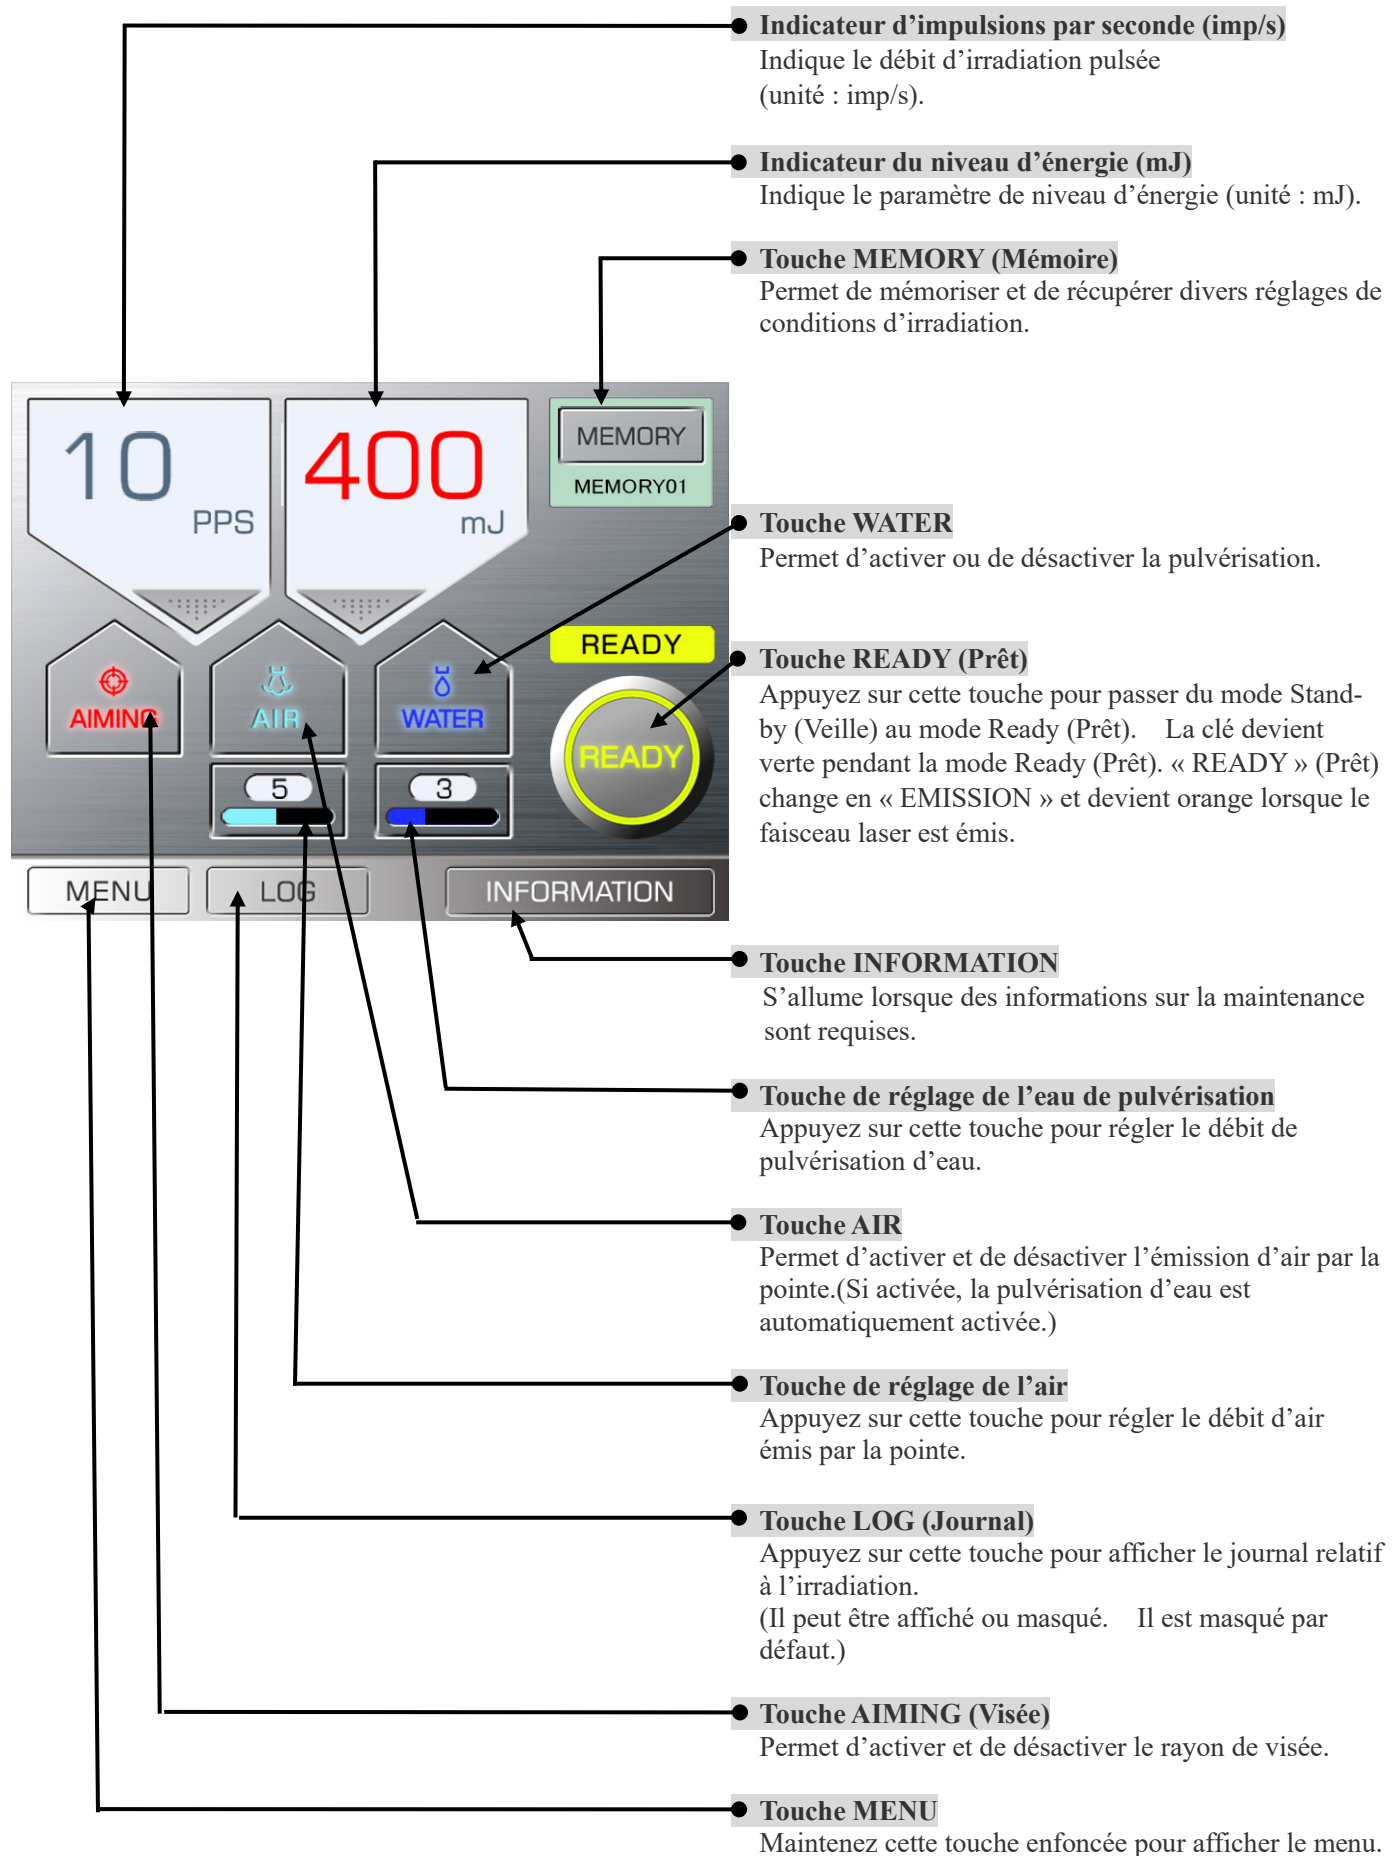 Indicateur d’impulsions par seconde (imp/s)
Indique le débit d’irradiation pulsée
(unité : imp/s).
Indicateur du niveau d’énergie (mJ)
Indique le paramètre de niveau d’énergie (unité : mJ).
Touche MEMORY (Mémoire)
Permet de mémoriser et de récupérer divers réglages de
conditions d’irradiation.
10
PPS
400
mJ
MEMORY
MEMORY01
Touche WATER
Permet d’activer ou de désactiver la pulvérisation.
AIMING
AIR
WATER
READY
READY
5
3
Touche READY (Prêt)
Appuyez sur cette touche pour passer du mode Stand-
by (Veille) au mode Ready (Prêt). La clé devient
verte pendant la mode Ready (Prêt). « READY » (Prêt)
change en « EMISSION » et devient orange lorsque le
faisceau laser est émis.
MENU
LOG
INFORMATION
Touche INFORMATION
S’allume lorsque des informations sur la maintenance
sont requises.
Touche de réglage de l’eau de pulvérisation
Appuyez sur cette touche pour régler le débit de
pulvérisation d’eau.
Touche AIR
Permet d’activer et de désactiver l’émission d’air par la
pointe.(Si activée, la pulvérisation d’eau est
automatiquement activée.)
Touche de réglage de l’air
Appuyez sur cette touche pour régler le débit d’air
émis par la pointe.
Touche LOG (Journal)
Appuyez sur cette touche pour afficher le journal relatif
à l’irradiation.
(Il peut être affiché ou masqué. Il est masqué par
défaut.)
Touche AIMING (Visée)
Permet d’activer et de désactiver le rayon de visée.
Touche MENU
Maintenez cette touche enfoncée pour afficher le menu.